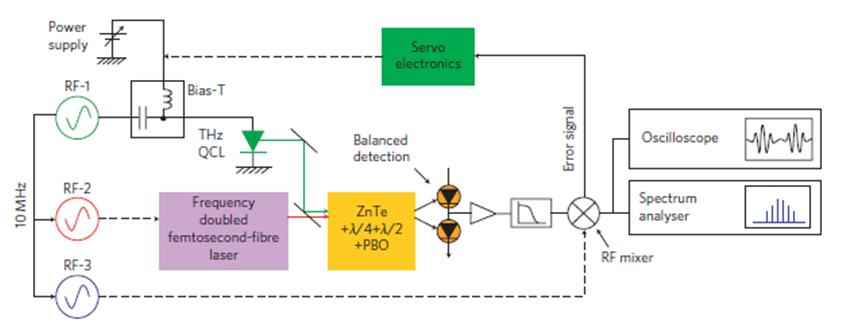 Power
supply
Servo
electronics
RF-1
Bias-T
THz
QCL
Balanced
detection
Error signal
Oscilloscope
10 MHz
RF-2
Frequency
doubled
femtosecond-fibre
laser
ZnTe
+λ/4+λ/2
+PBO
Spectrum
analyser
RF mixer
RF-3